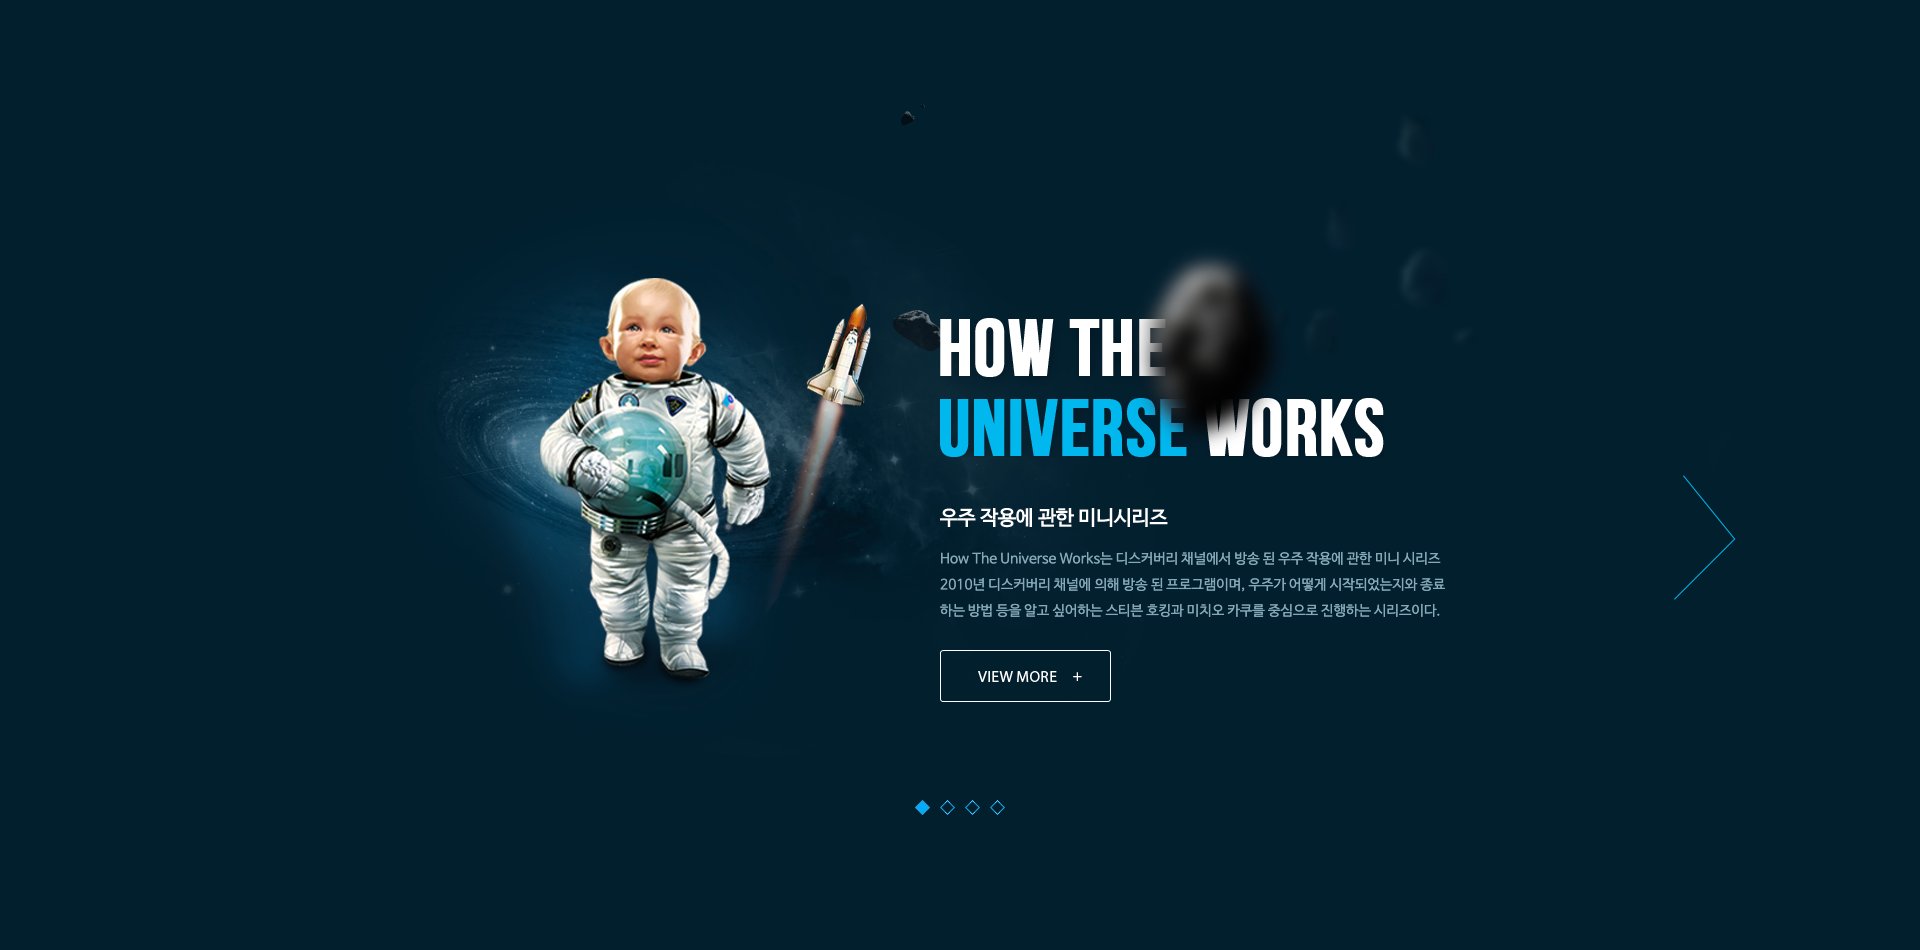 HOW THE
UNIVERSE WORKS
우주 작용에 관한 미니시리즈
How The Universe Works는 디스커버리 채널에서 방송 된 우주 작용에 관한 미니 시리즈
2010년 디스커버리 채널에 의해 방송 된 프로그램이며, 우주가 어떻게 시작되었는지와 종료
하는 방법 등을 알고 싶어하는 스티븐 호킹과 미치오 카쿠를 중심으로 진행하는 시리즈이다.
VIEW MORE +